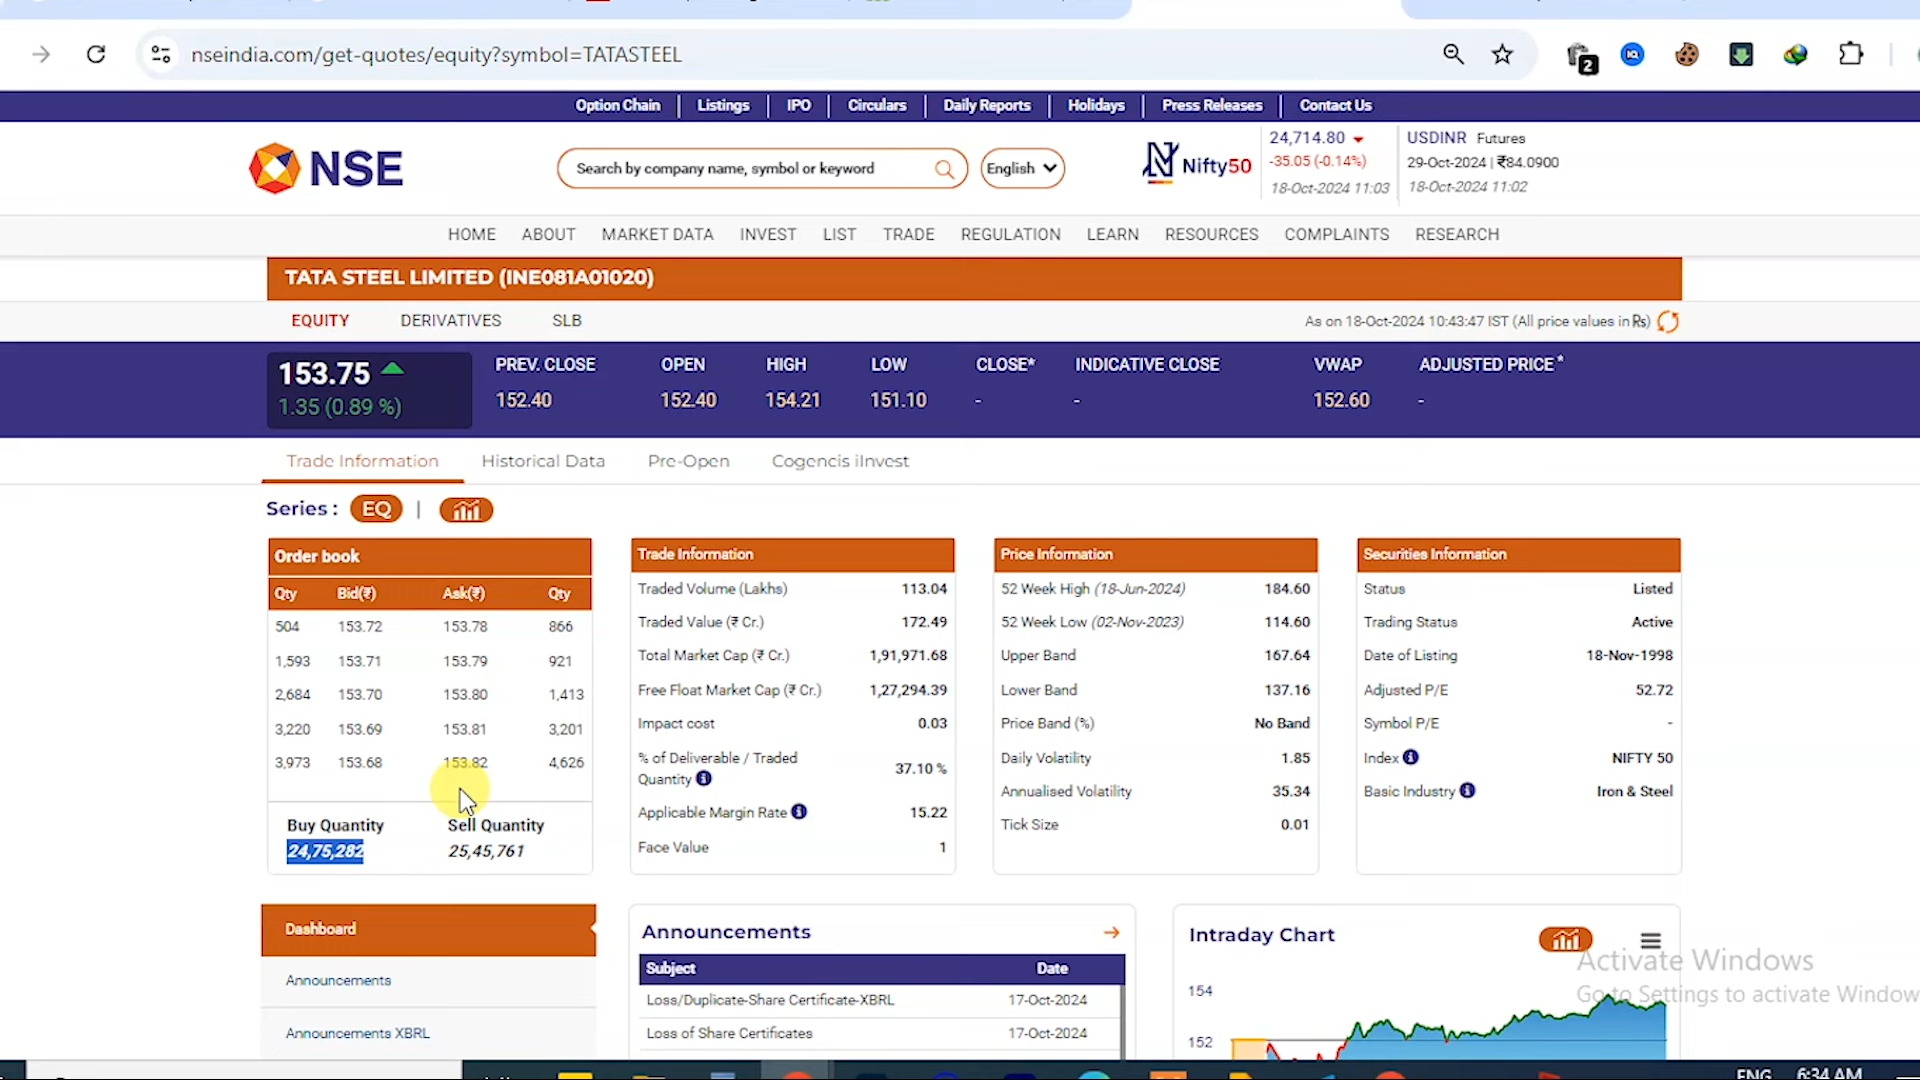 nseindia.com/get-quotes/equity?symbol=TATASTEEL
2
Option Chain | Listings | IPO | Circulars | Daily Reports | Holidays | Press Releases | Contact Us
NSE
Search by company name, symbol or keyword
English
Nifty50
24,714.80
-35.05 (-0.14%)
18-Oct-2024 11:03
USDINR Futures
29-Oct-2024 | ₹84.0900
18-Oct-2024 11:02
HOME ABOUT MARKET DATA INVEST LIST TRADE REGULATION LEARN RESOURCES COMPLAINTS RESEARCH
TATA STEEL LIMITED (INE081A01020)
EQUITY DERIVATIVES SLB
As on 18-Oct-2024 10:43:47 IST (All price values in Rs)
153.75
1.35 (0.89 %)
PREV. CLOSE OPEN HIGH LOW CLOSE* INDICATIVE CLOSE VWAP ADJUSTED PRICE*
152.40 152.40 154.21 151.10 - - 152.60 -
Trade Information Historical Data Pre-Open Cogencis iInvest
Series : EQ |
Order book
Qty Bid(₹) Ask(₹) Qty
504 153.72 153.78 866
1,593 153.71 153.79 921
2,684 153.70 153.80 1,413
3,220 153.69 153.81 3,201
3,973 153.68 153.82 4,626
Buy Quantity Sell Quantity
24,75,282 25,45,761
Trade Information
Traded Volume (Lakhs) 113.04
Traded Value (₹ Cr.) 172.49
Total Market Cap (₹ Cr.) 1,91,971.68
Free Float Market Cap (₹ Cr.) 1,27,294.39
Impact cost 0.03
% of Deliverable / Traded
Quantity 37.10 %
Applicable Margin Rate 15.22
Face Value 1
Price Information
52 Week High (18-Jun-2024) 184.60
52 Week Low (02-Nov-2023) 114.60
Upper Band 167.64
Lower Band 137.16
Price Band (%) No Band
Daily Volatility 1.85
Annualised Volatility 35.34
Tick Size 0.01
Securities Information
Status Listed
Trading Status Active
Date of Listing 18-Nov-1998
Adjusted P/E 52.72
Symbol P/E -
Index NIFTY 50
Basic Industry Iron & Steel
Dashboard
Announcements
Announcements XBRL
Announcements
Subject Date
Loss/Duplicate-Share Certificate-XBRL 17-Oct-2024
Loss of Share Certificates 17-Oct-2024
Intraday Chart
154
152
Activate Windows
Go to Settings to activate Window
ENG 6:34 AM